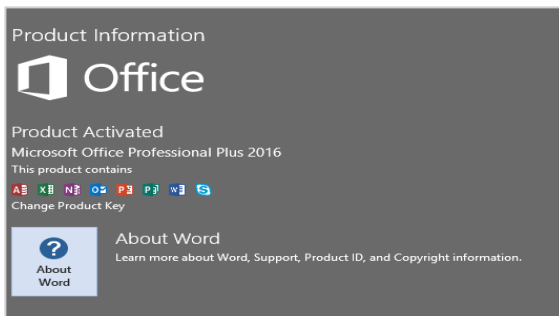 Product Information
Office
Product Activated
Microsoft Office Professional Plus 2016
This product contains
A X N O P P W S
Change Product Key
?
About Word
Learn more about Word, Support, Product ID, and Copyright information.
About
Word